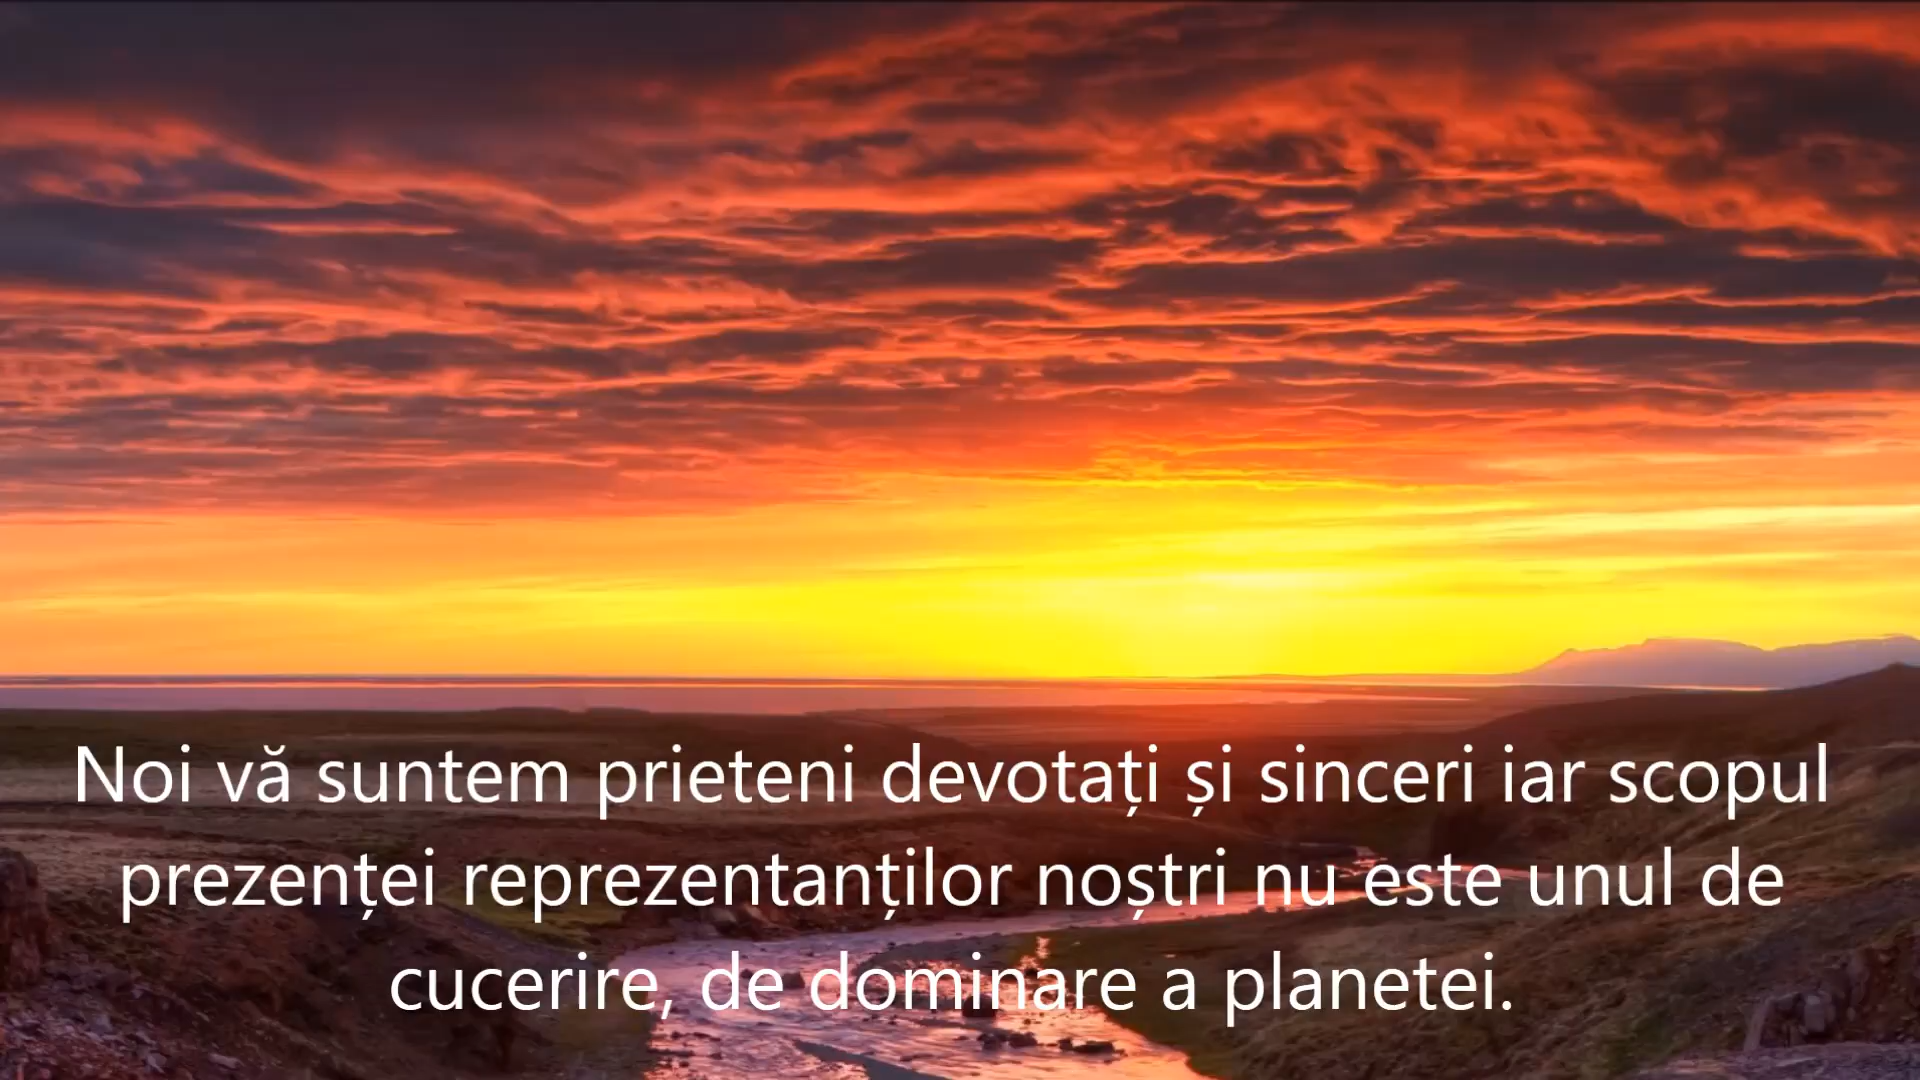 Noi vă suntem prieteni devotați și sinceri iar scopul
prezenței reprezentanților noștri nu este unul de
cucerire, de dominare a planetei.